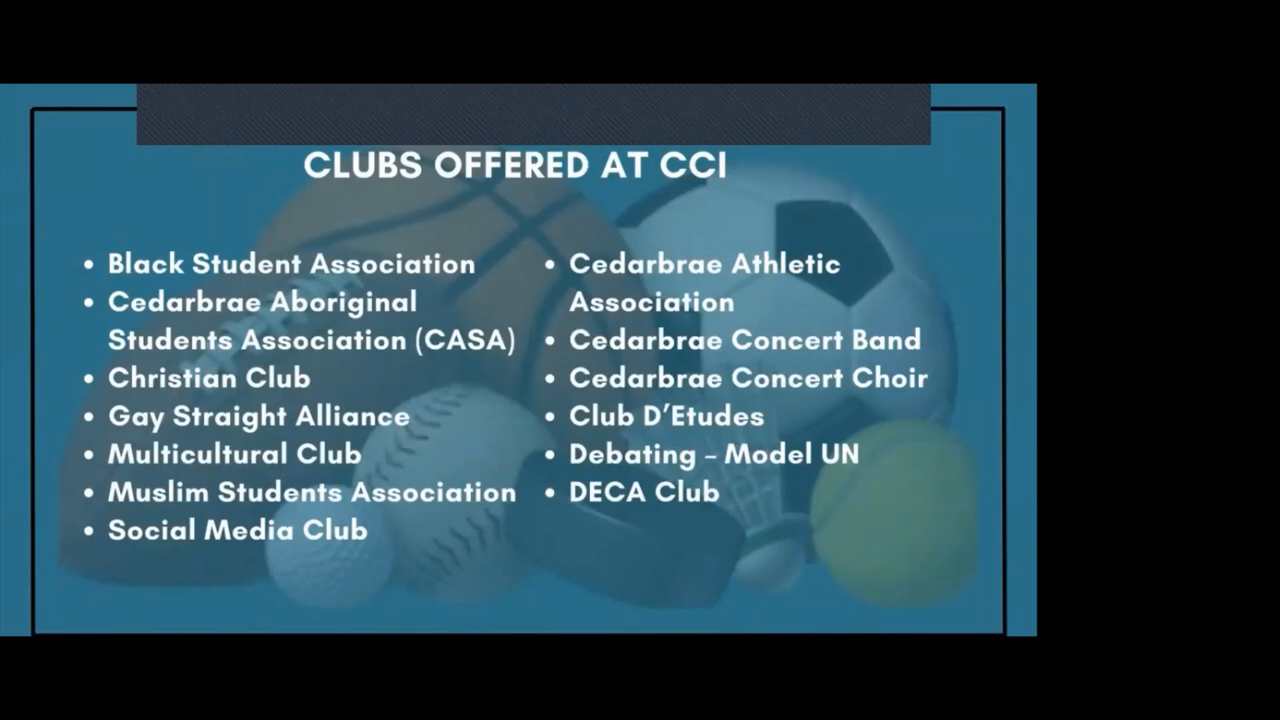 CLUBS OFFERED AT CCI
• Black Student Association
• Cedarbrae Aboriginal
Students Association (CASA)
• Christian Club
• Gay Straight Alliance
• Multicultural Club
• Muslim Students Association
• Social Media Club
• Cedarbrae Athletic
Association
• Cedarbrae Concert Band
• Cedarbrae Concert Choir
• Club D’Etudes
• Debating – Model UN
• DECA Club